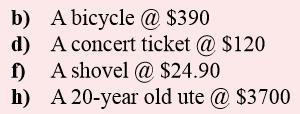 b) A bicycle @ $390
d) A concert ticket @ $120
f) A shovel @ $24.90
h) A 20-year old ute @ $3700